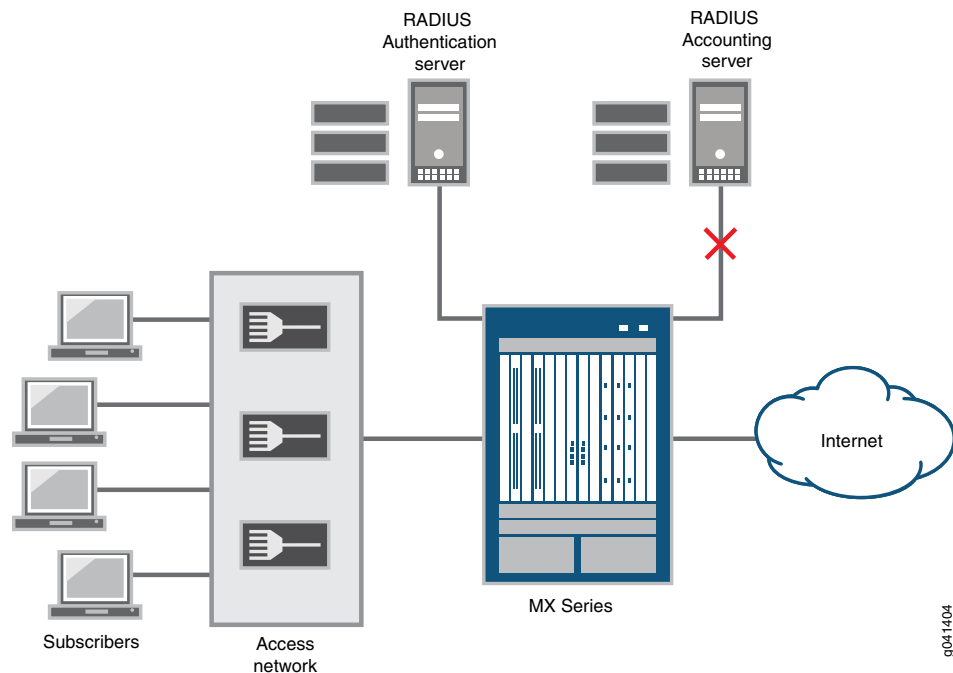 RADIUS
Authentication
server
RADIUS
Accounting
server
Internet
MX Series
Subscribers
Access
network
g041404